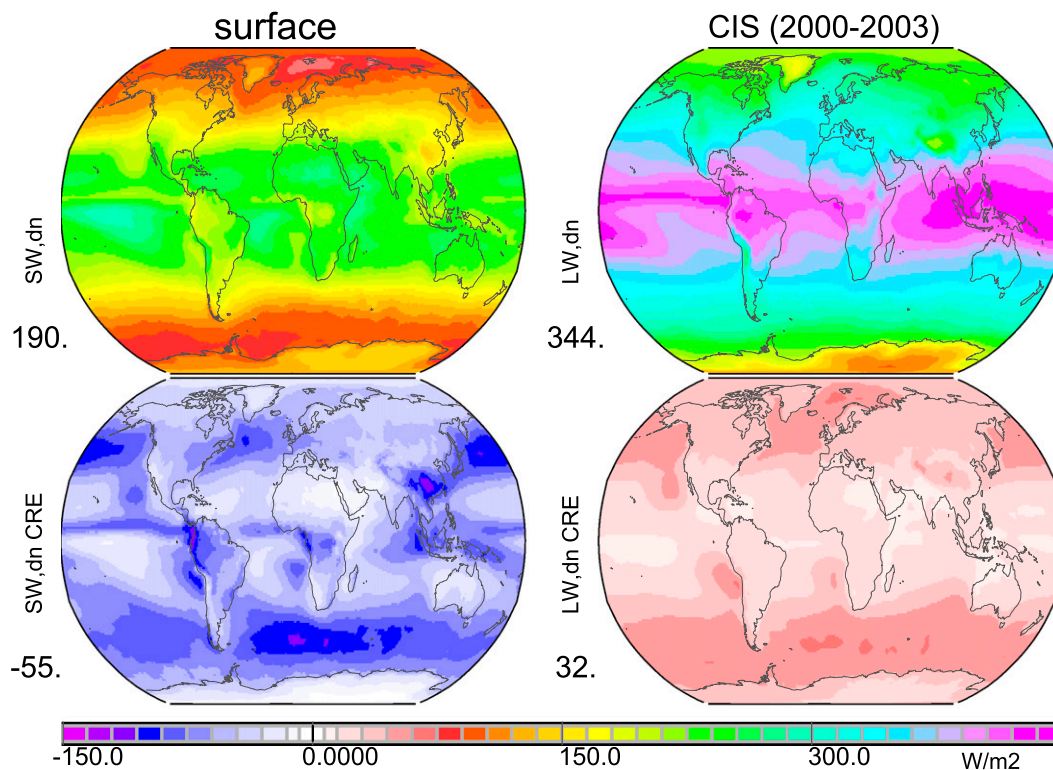 surface
CIS (2000-2003)
SW,dn
190.
LW,dn
344.
SW,dn CRE
-55.
LW,dn CRE
32.
-150.0
0.0000
150.0
300.0
W/m2